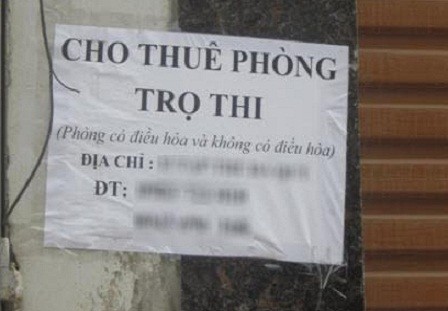 CHO THUÊ PHÒNG
TRỌ THI
(Phòng có điều hòa và không có điều hòa)
ĐỊA CHỈ :
ĐT: